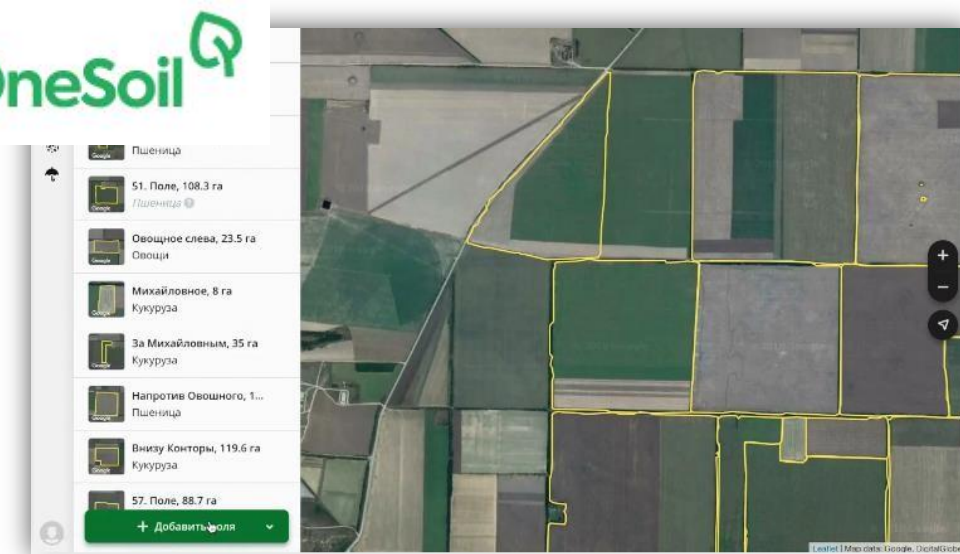 neSoil
Пшеница
51. Поле, 108.3 га
Пшеница
Овощное слева, 23.5 га
Овощи
Михайловное, 8 га
Кукуруза
За Михайловным, 35 га
Кукуруза
Напротив Овошного, 1...
Пшеница
Внизу Конторы, 119.6 га
Кукуруза
57. Поле, 88.7 га
+ Добавить поля
+
−
Leaflet | Map data: Google, DigitalGlobe